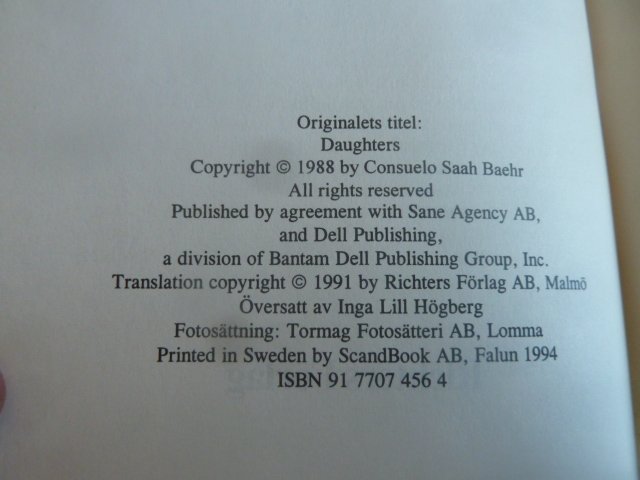 Originalets titel:
Daughters
Copyright © 1988 by Consuelo Saah Baehr
All rights reserved
Published by agreement with Sane Agency AB,
and Dell Publishing,
a division of Bantam Dell Publishing Group, Inc.
Translation copyright © 1991 by Richters Förlag AB, Malmö
Översatt av Inga Lill Högberg
Fotosättning: Tormag Fotosätteri AB, Lomma
Printed in Sweden by ScandBook AB, Falun 1994
ISBN 91 7707 456 4